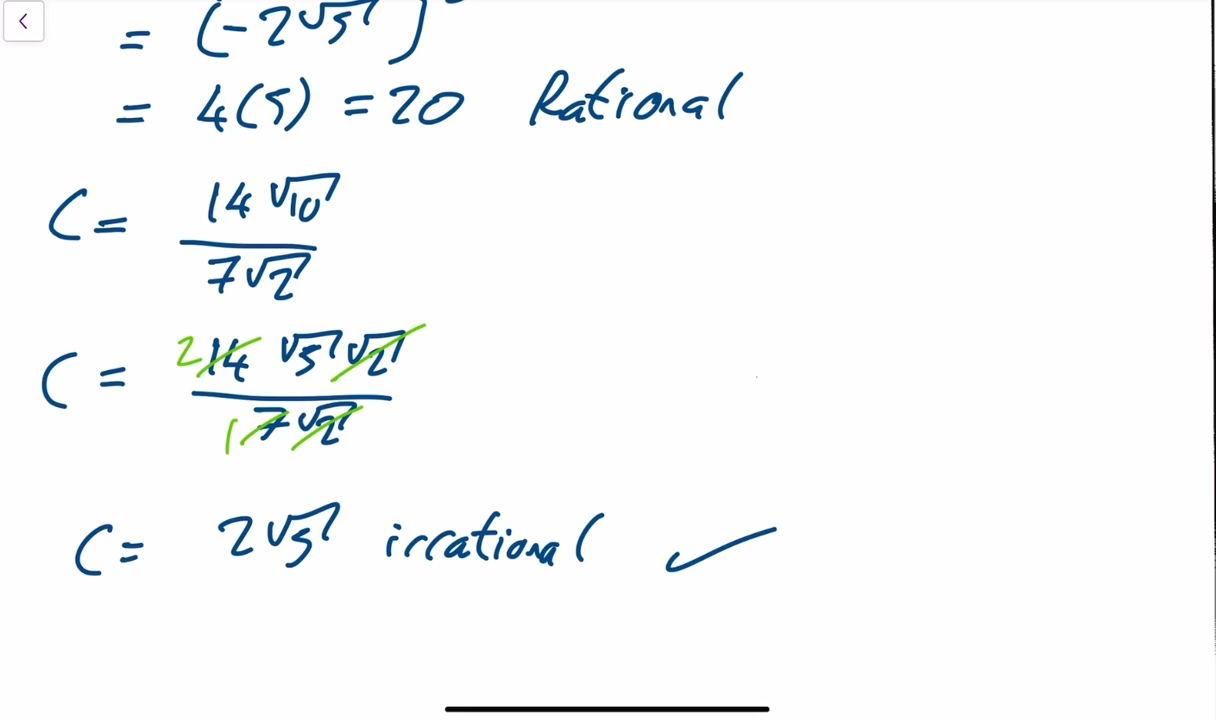 = (-2√5)²
= 4(5) = 20 Rational
C = 14√10 / 7√2
C = 2 14 √5 √2 / 1 7 √2
C = 2√5 irrational ✓